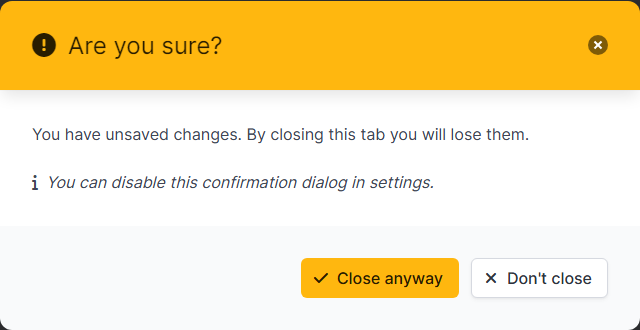 Are you sure?
You have unsaved changes. By closing this tab you will lose them.
You can disable this confirmation dialog in settings.
Close anyway
Don't close